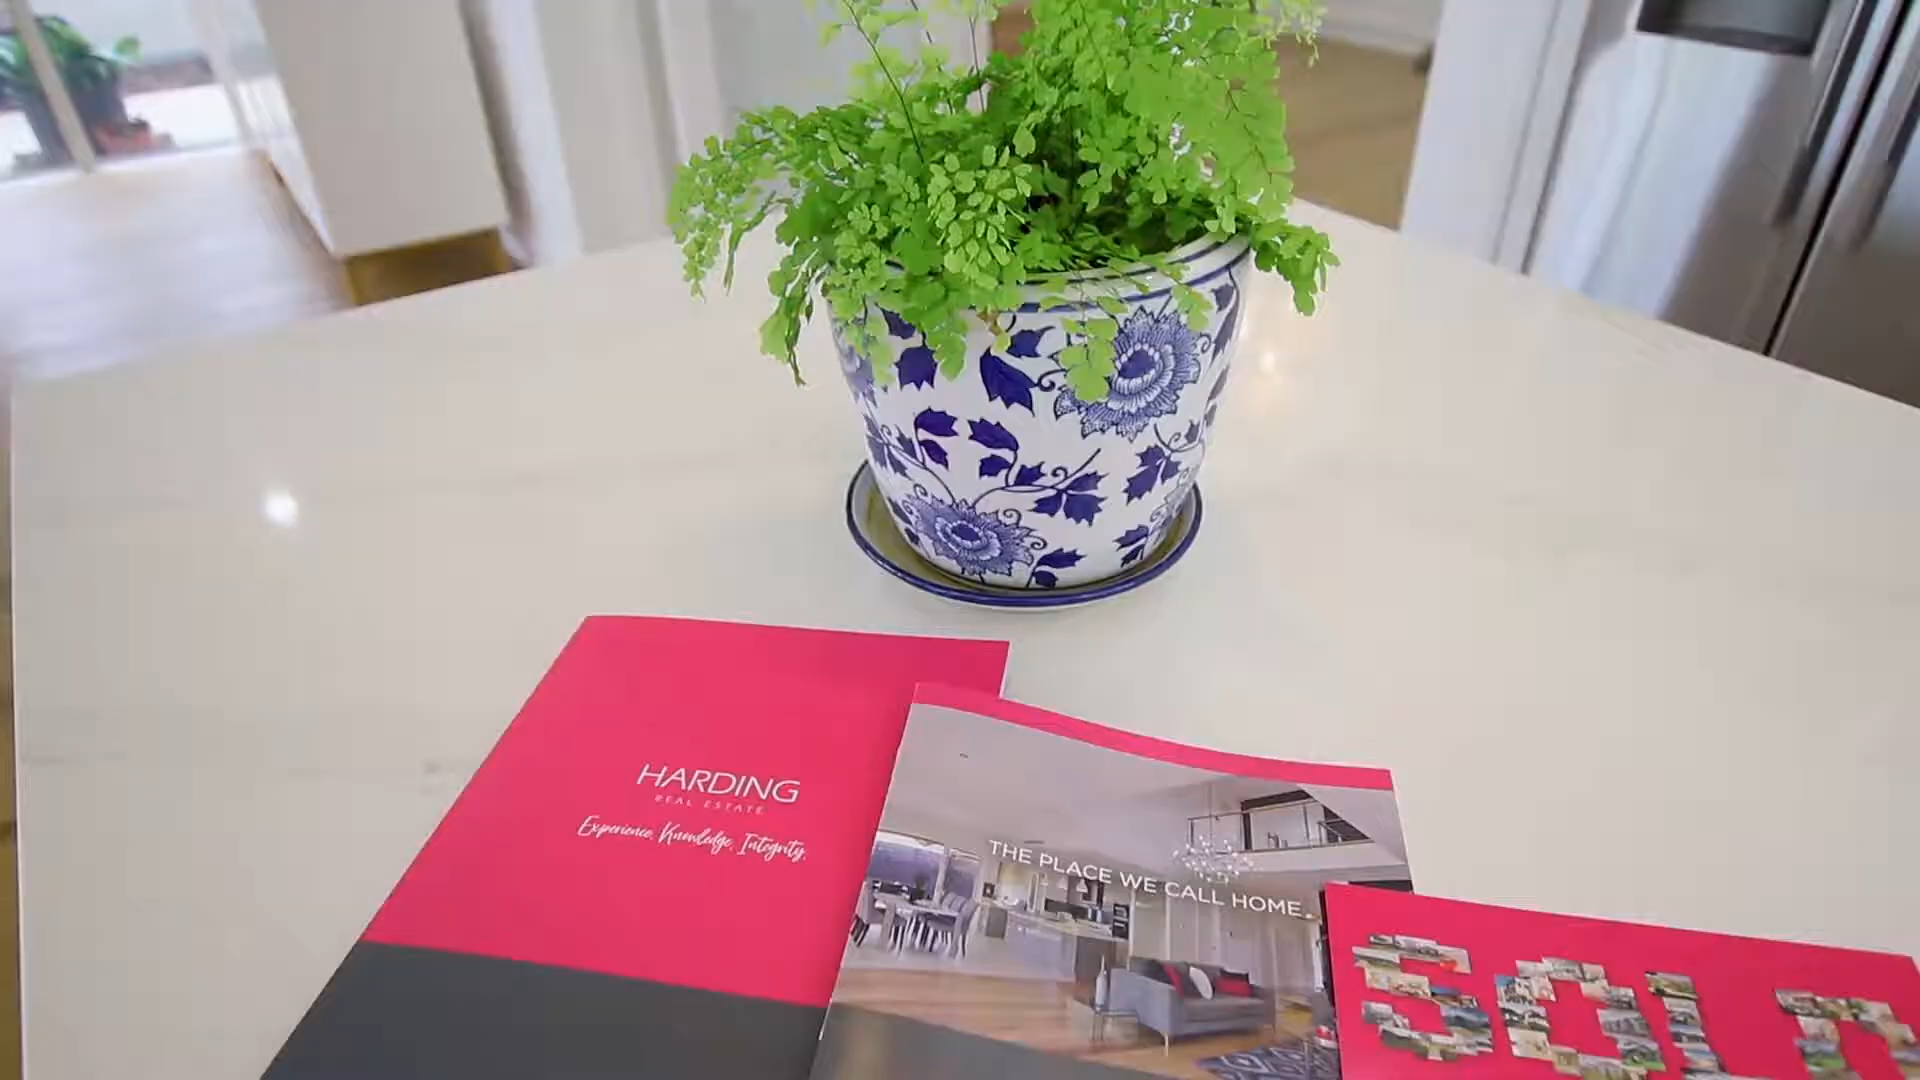 HARDING
REAL ESTATE
Experience. Knowledge. Integrity.
THE PLACE WE CALL HOME.
SOLD